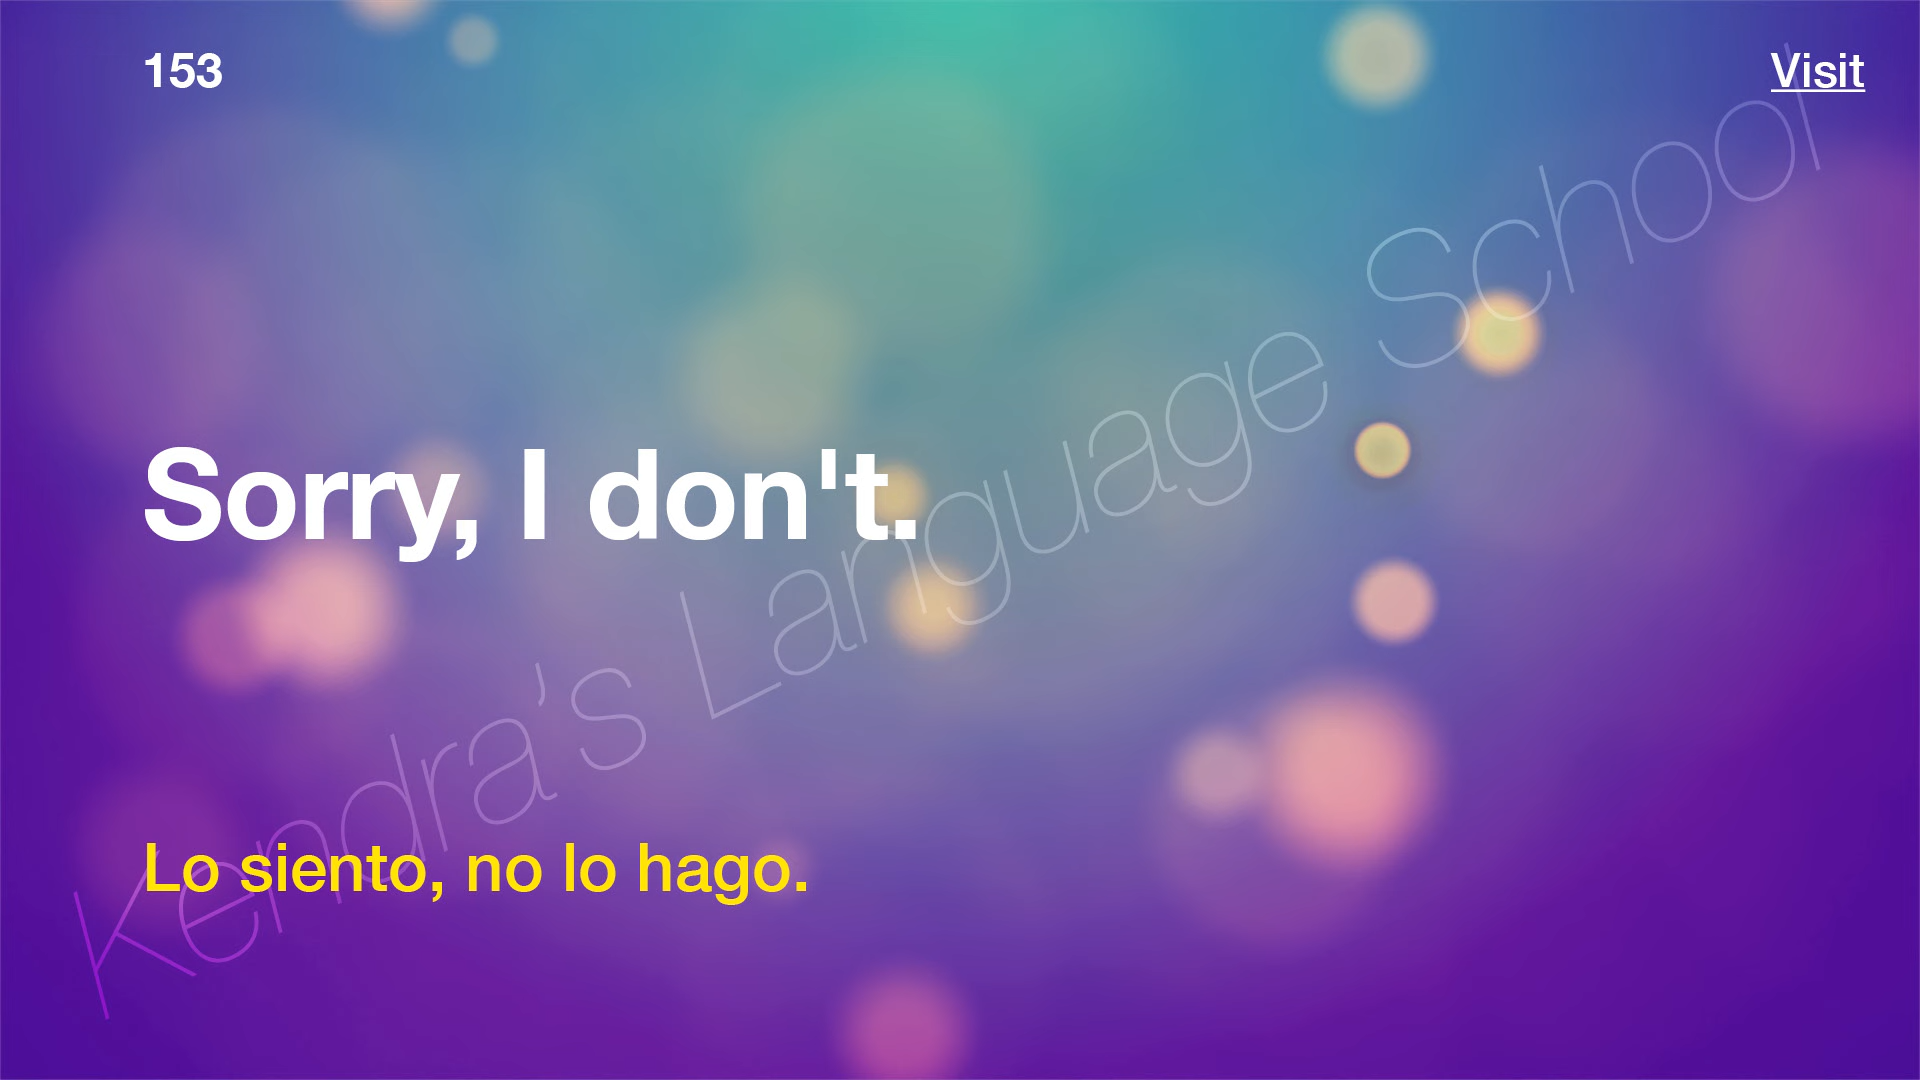 153
Visit
Sorry, I don't.
Lo siento, no lo hago.
Kendra’s Language School